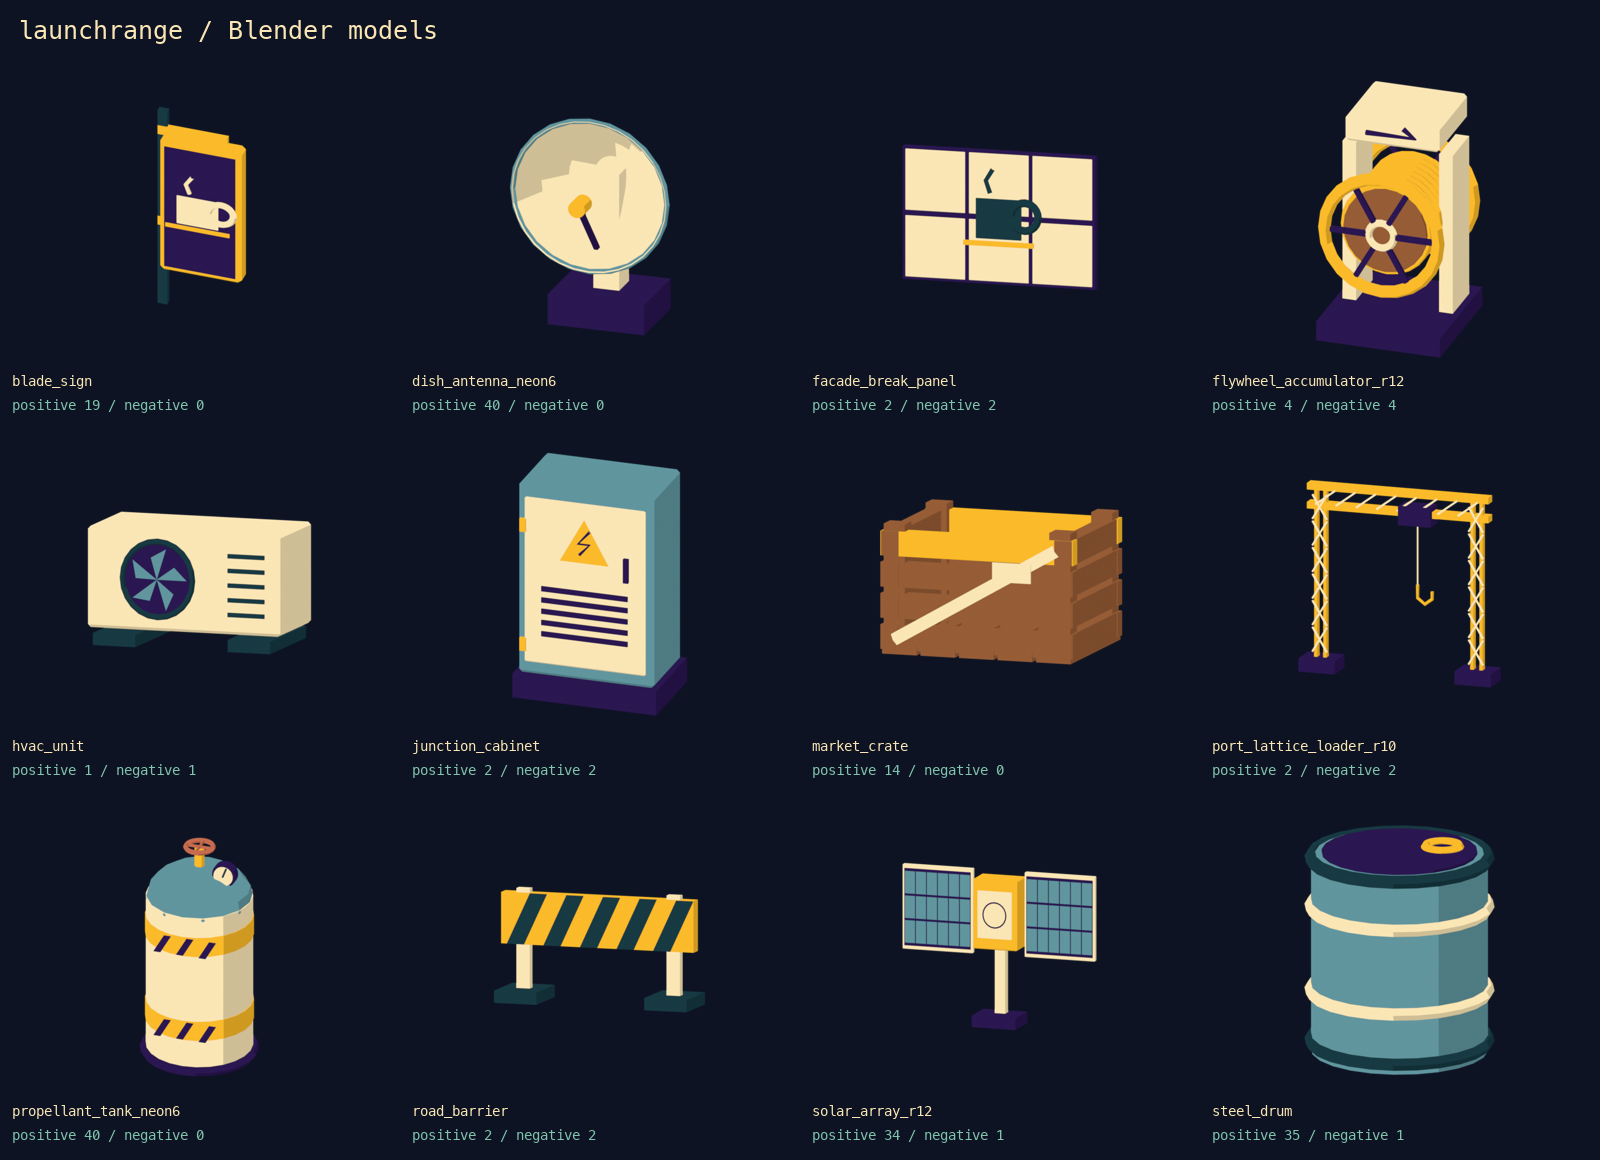 launchrange / Blender models
blade_sign
positive 19 / negative 0
dish_antenna_neon6
positive 40 / negative 0
facade_break_panel
positive 2 / negative 2
flywheel_accumulator_r12
positive 4 / negative 4
hvac_unit
positive 1 / negative 1
junction_cabinet
positive 2 / negative 2
market_crate
positive 14 / negative 0
port_lattice_loader_r10
positive 2 / negative 2
propellant_tank_neon6
positive 40 / negative 0
road_barrier
positive 2 / negative 2
solar_array_r12
positive 34 / negative 1
steel_drum
positive 35 / negative 1